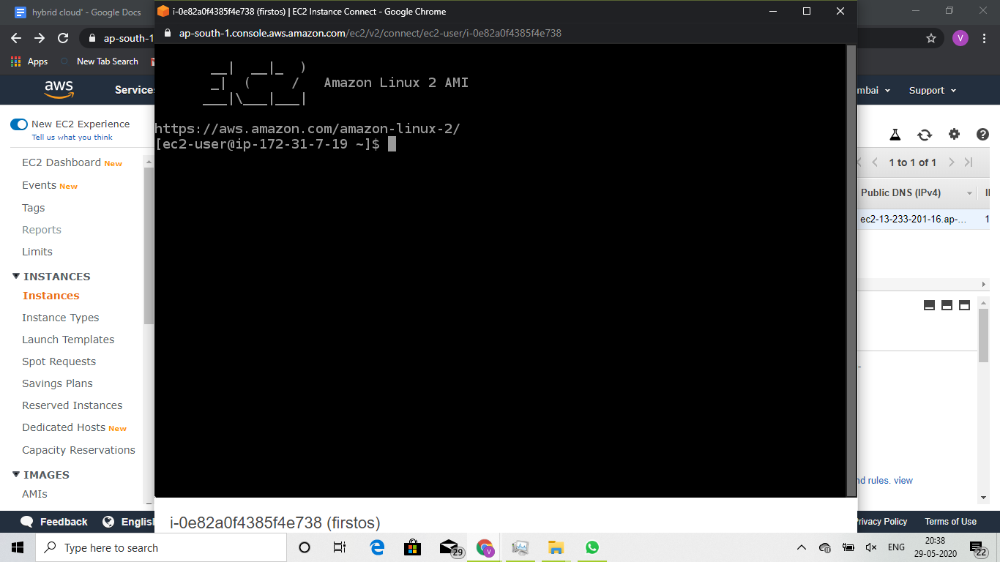 hybrid cloud' - Google Docs
i-0e82a0f4385f4e738 (firstos) | EC2 Instance Connect - Google Chrome
ap-south-1
ap-south-1.console.aws.amazon.com/ec2/v2/connect/ec2-user/i-0e82a0f4385f4e738
V
Apps
New Tab Search
aws
Services
mbai
Support
__|  __|_  )
_|  (     /   Amazon Linux 2 AMI
___|\___|___|
https://aws.amazon.com/amazon-linux-2/
[ec2-user@ip-172-31-7-19 ~]$
New EC2 Experience
Tell us what you think
EC2 Dashboard New
Events New
Tags
Reports
Limits
INSTANCES
Instances
Instance Types
Launch Templates
Spot Requests
Savings Plans
Reserved Instances
Dedicated Hosts New
Capacity Reservations
IMAGES
AMIs
1 to 1 of 1
Public DNS (IPv4)
ec2-13-233-201-16.ap-...
1
nd rules. view
i-0e82a0f4385f4e738 (firstos)
Feedback
English
Privacy Policy
Terms of Use
Type here to search
29
V
ENG
20:38
29-05-2020
22